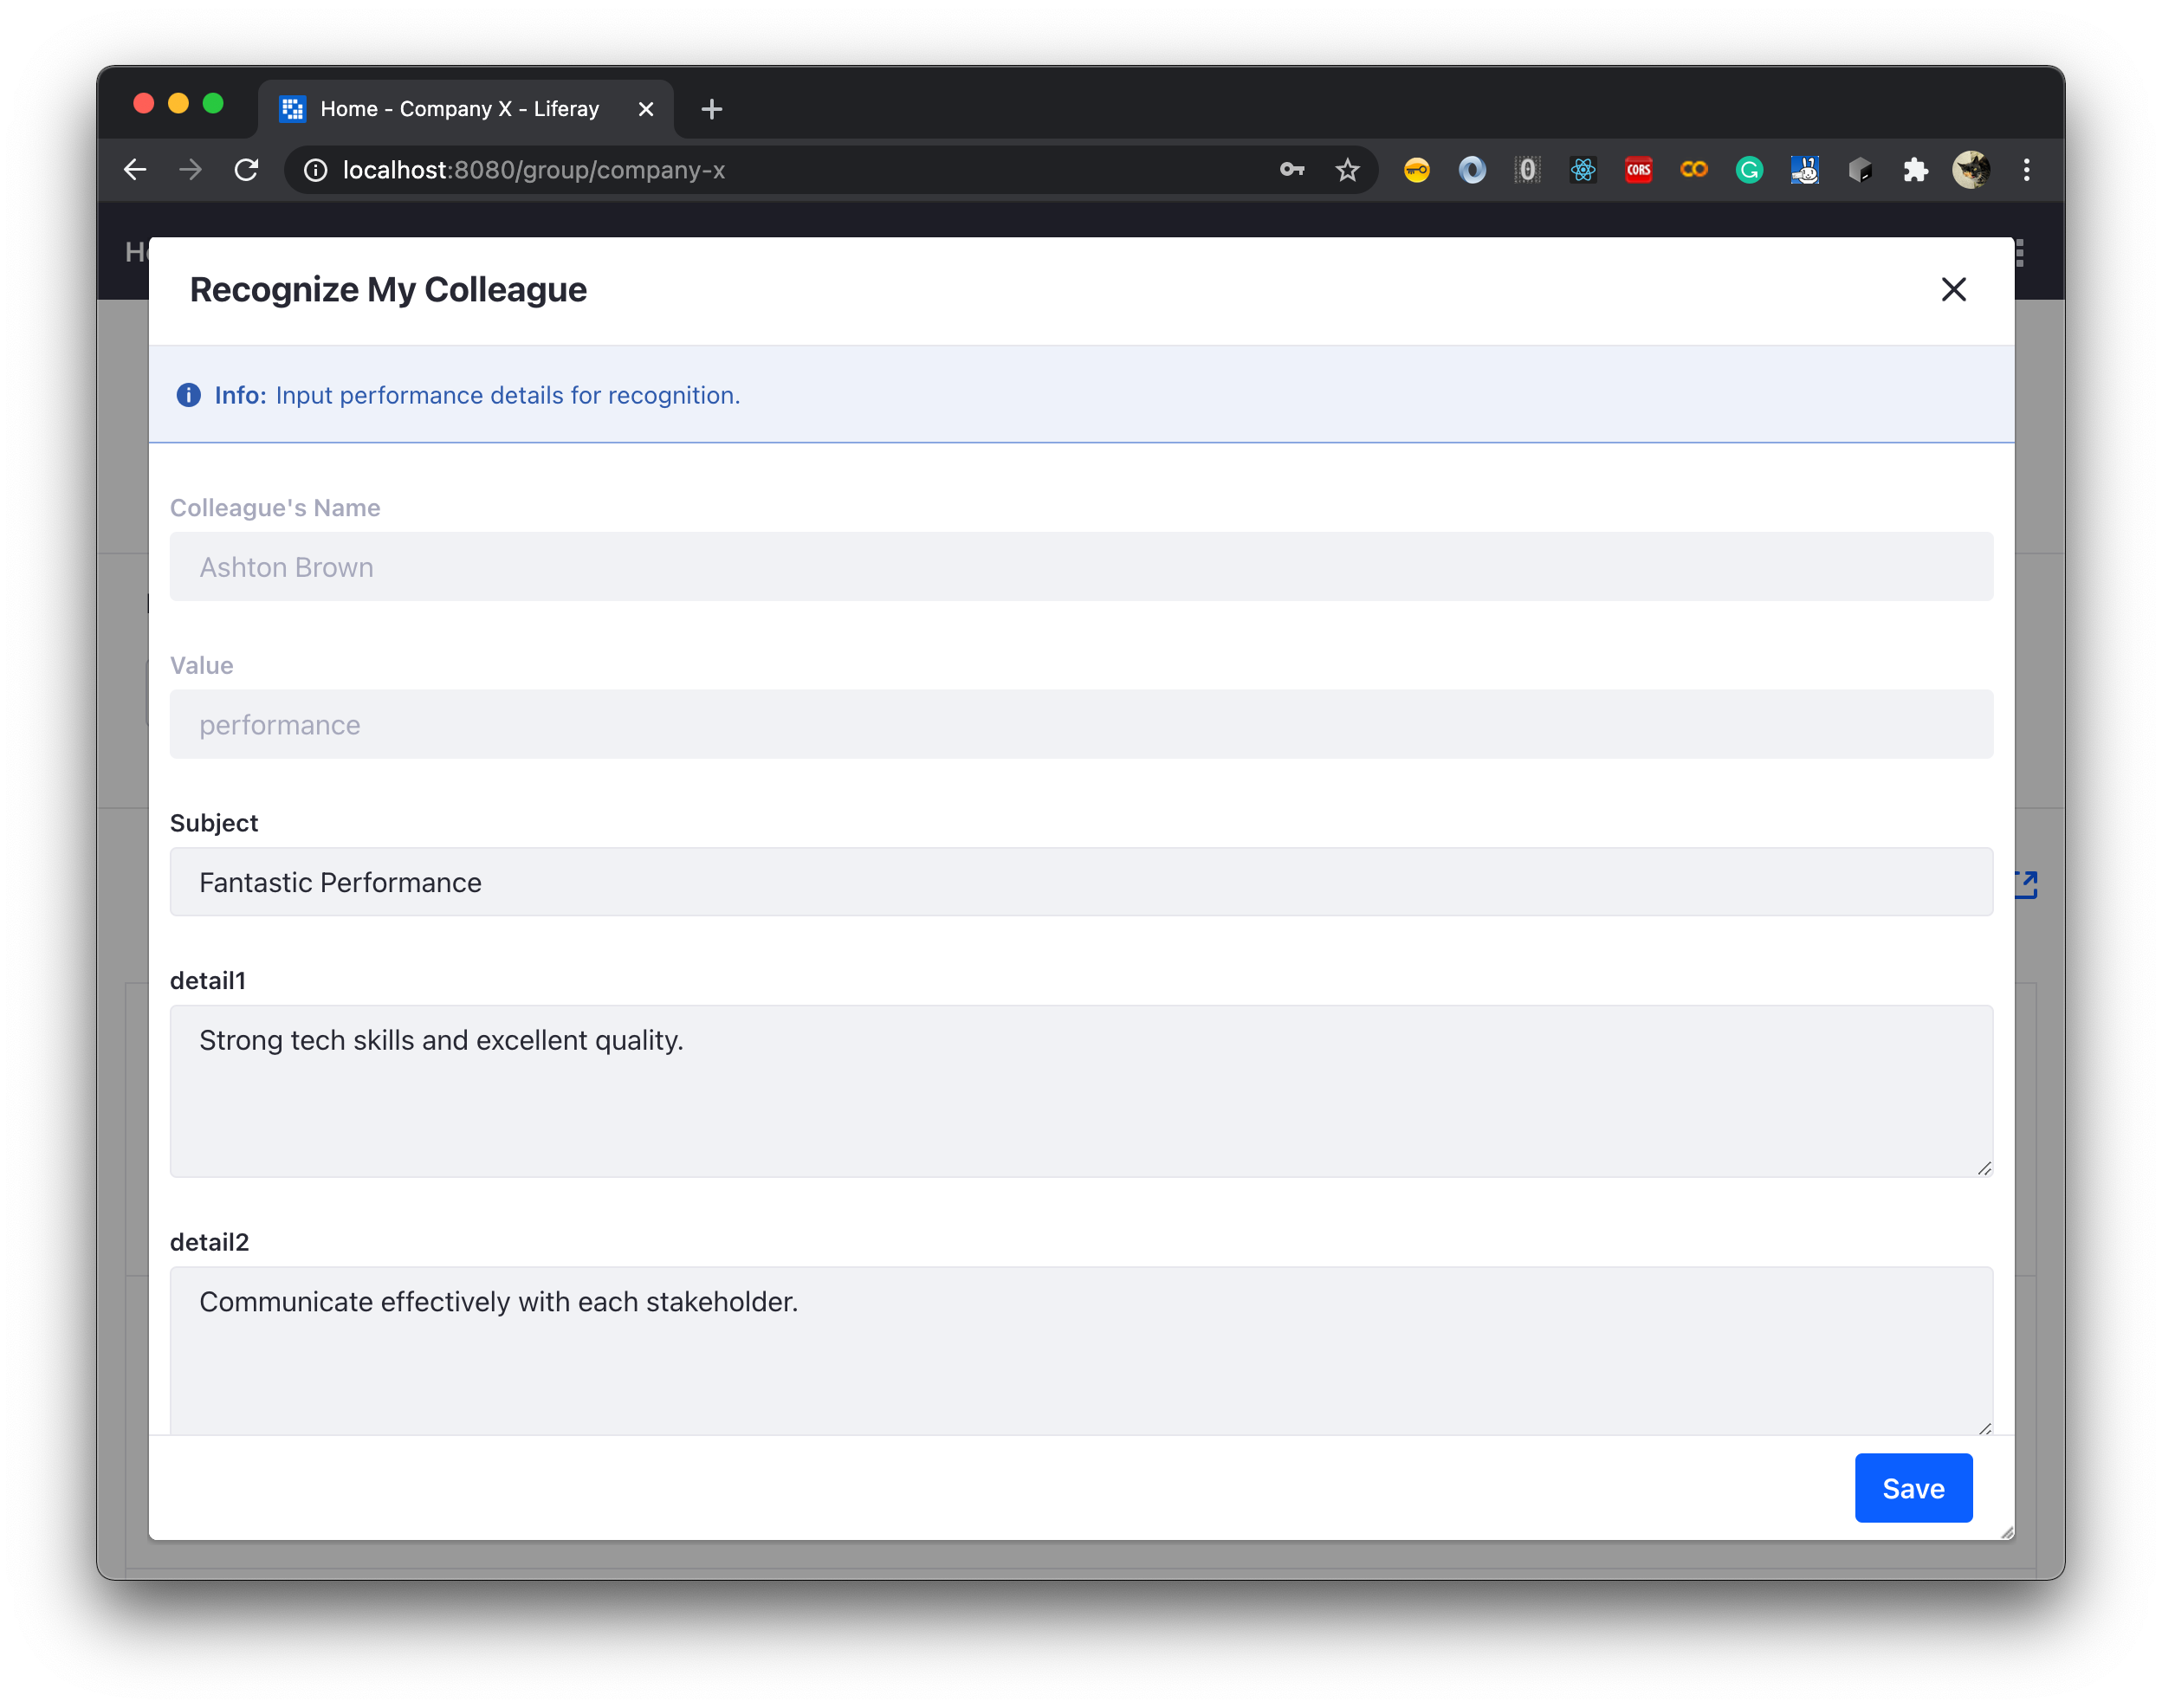 Home - Company X - Liferay
localhost:8080/group/company-x
CORS
Recognize My Colleague
Info: Input performance details for recognition.
Colleague's Name
Ashton Brown
Value
performance
Subject
Fantastic Performance
detail1
Strong tech skills and excellent quality.
detail2
Communicate effectively with each stakeholder.
Save